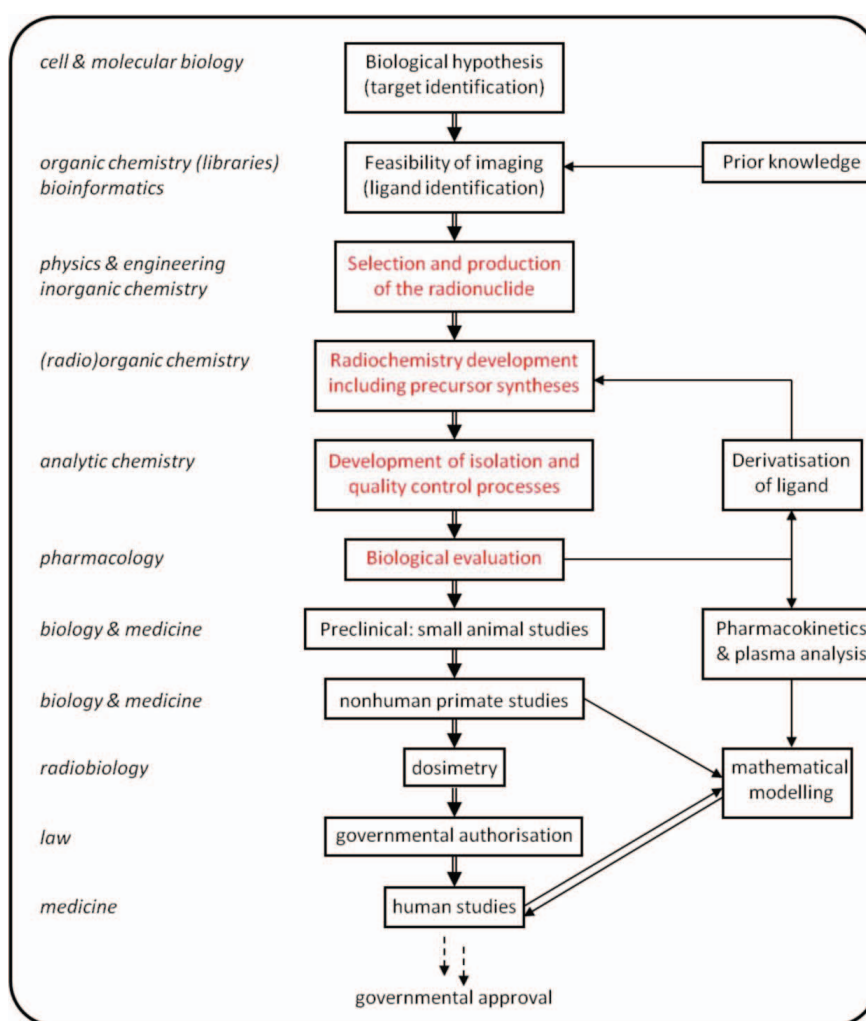 cell & molecular biology
Biological hypothesis
(target identification)
organic chemistry (libraries)
bioinformatics
Feasibility of imaging
(ligand identification)
Prior knowledge
physics & engineering
inorganic chemistry
Selection and production
of the radionuclide
(radio)organic chemistry
Radiochemistry development
including precursor syntheses
analytic chemistry
Development of isolation and
quality control processes
Derivatisation
of ligand
pharmacology
Biological evaluation
biology & medicine
Preclinical: small animal studies
Pharmacokinetics
& plasma analysis
biology & medicine
nonhuman primate studies
radiobiology
dosimetry
mathematical
modelling
law
governmental authorisation
medicine
human studies
governmental approval